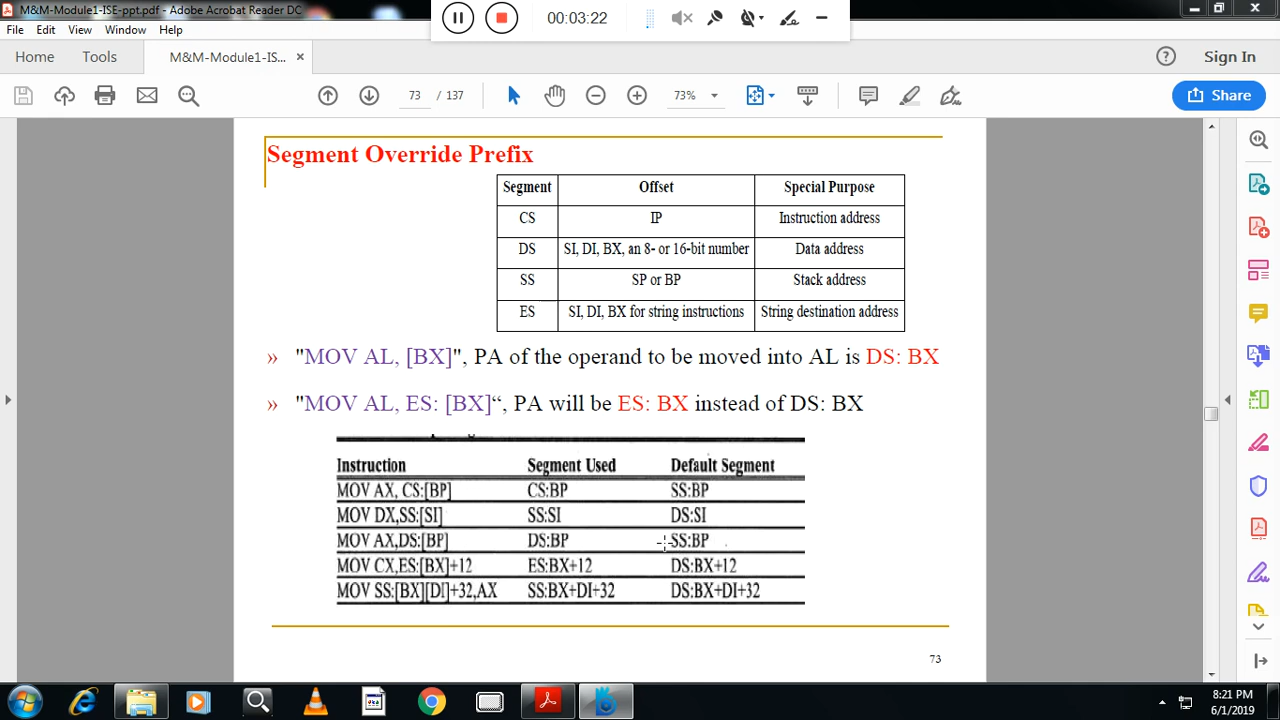 M&M-Module1-ISE-ppt.pdf - Adobe Acrobat Reader DC
00:03:22
File Edit View Window Help
Home Tools M&M-Module1-IS... × Sign In
73 / 137 73% Share
Segment Override Prefix
Segment Offset Special Purpose
CS IP Instruction address
DS SI, DI, BX, an 8- or 16-bit number Data address
SS SP or BP Stack address
ES SI, DI, BX for string instructions String destination address
» "MOV AL, [BX]", PA of the operand to be moved into AL is DS: BX
» "MOV AL, ES: [BX]“, PA will be ES: BX instead of DS: BX
Instruction Segment Used Default Segment
MOV AX, CS:[BP] CS:BP SS:BP
MOV DX,SS:[SI] SS:SI DS:SI
MOV AX,DS:[BP] DS:BP SS:BP
MOV CX,ES:[BX]+12 ES:BX+12 DS:BX+12
MOV SS:[BX][DI]+32,AX SS:BX+DI+32 DS:BX+DI+32
73
8:21 PM
6/1/2019